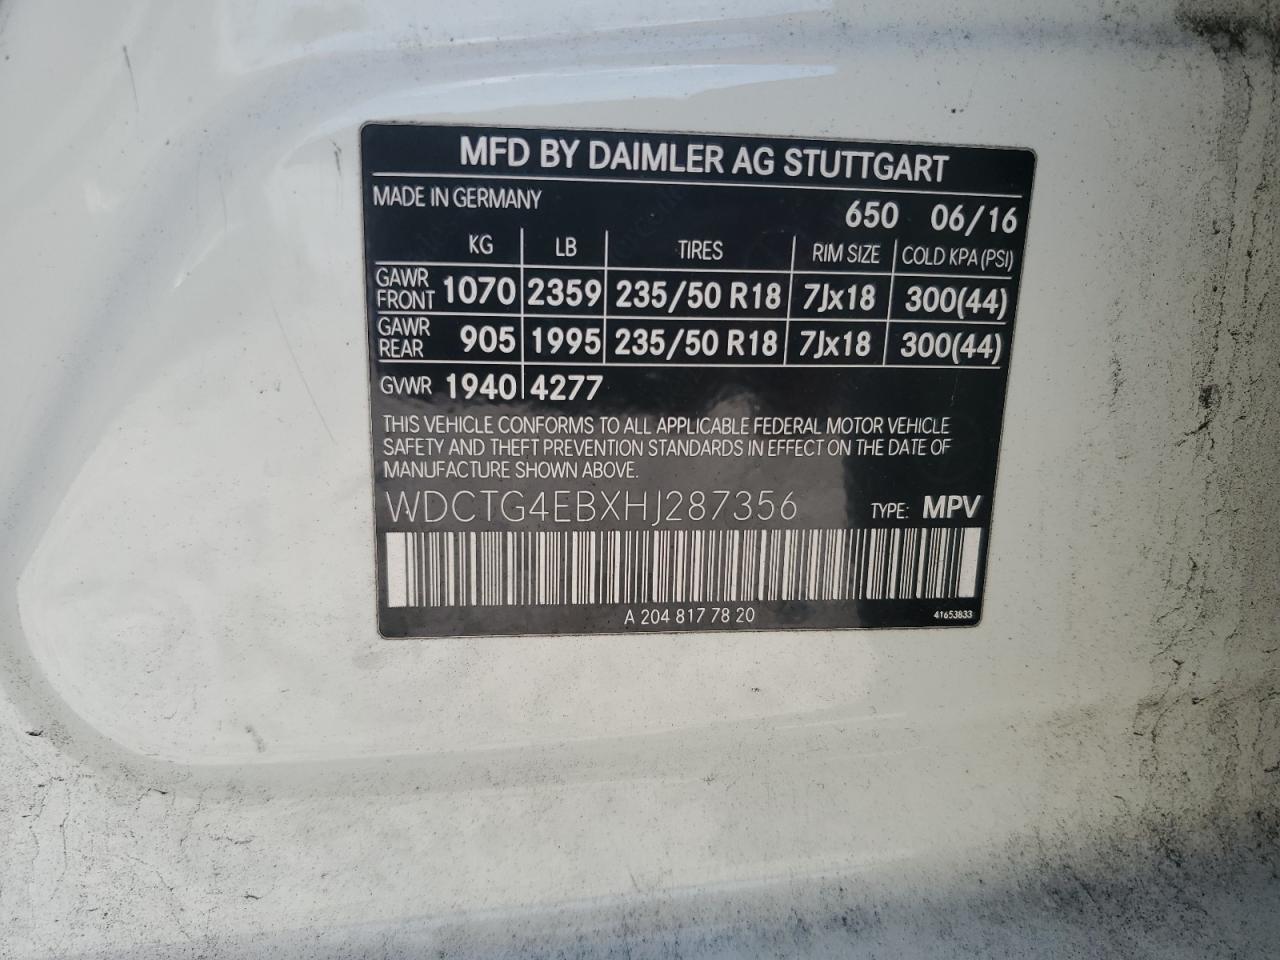 MFD BY DAIMLER AG STUTTGART
MADE IN GERMANY
650 06/16
KG LB TIRES RIM SIZE COLD KPA (PSI)
GAWR FRONT 1070 2359 235/50 R18 7Jx18 300(44)
GAWR REAR 905 1995 235/50 R18 7Jx18 300(44)
GVWR 1940 4277
THIS VEHICLE CONFORMS TO ALL APPLICABLE FEDERAL MOTOR VEHICLE
SAFETY AND THEFT PREVENTION STANDARDS IN EFFECT ON THE DATE OF
MANUFACTURE SHOWN ABOVE.
WDCTG4EBXHJ287356 TYPE: MPV
A 204 817 78 20 41653833